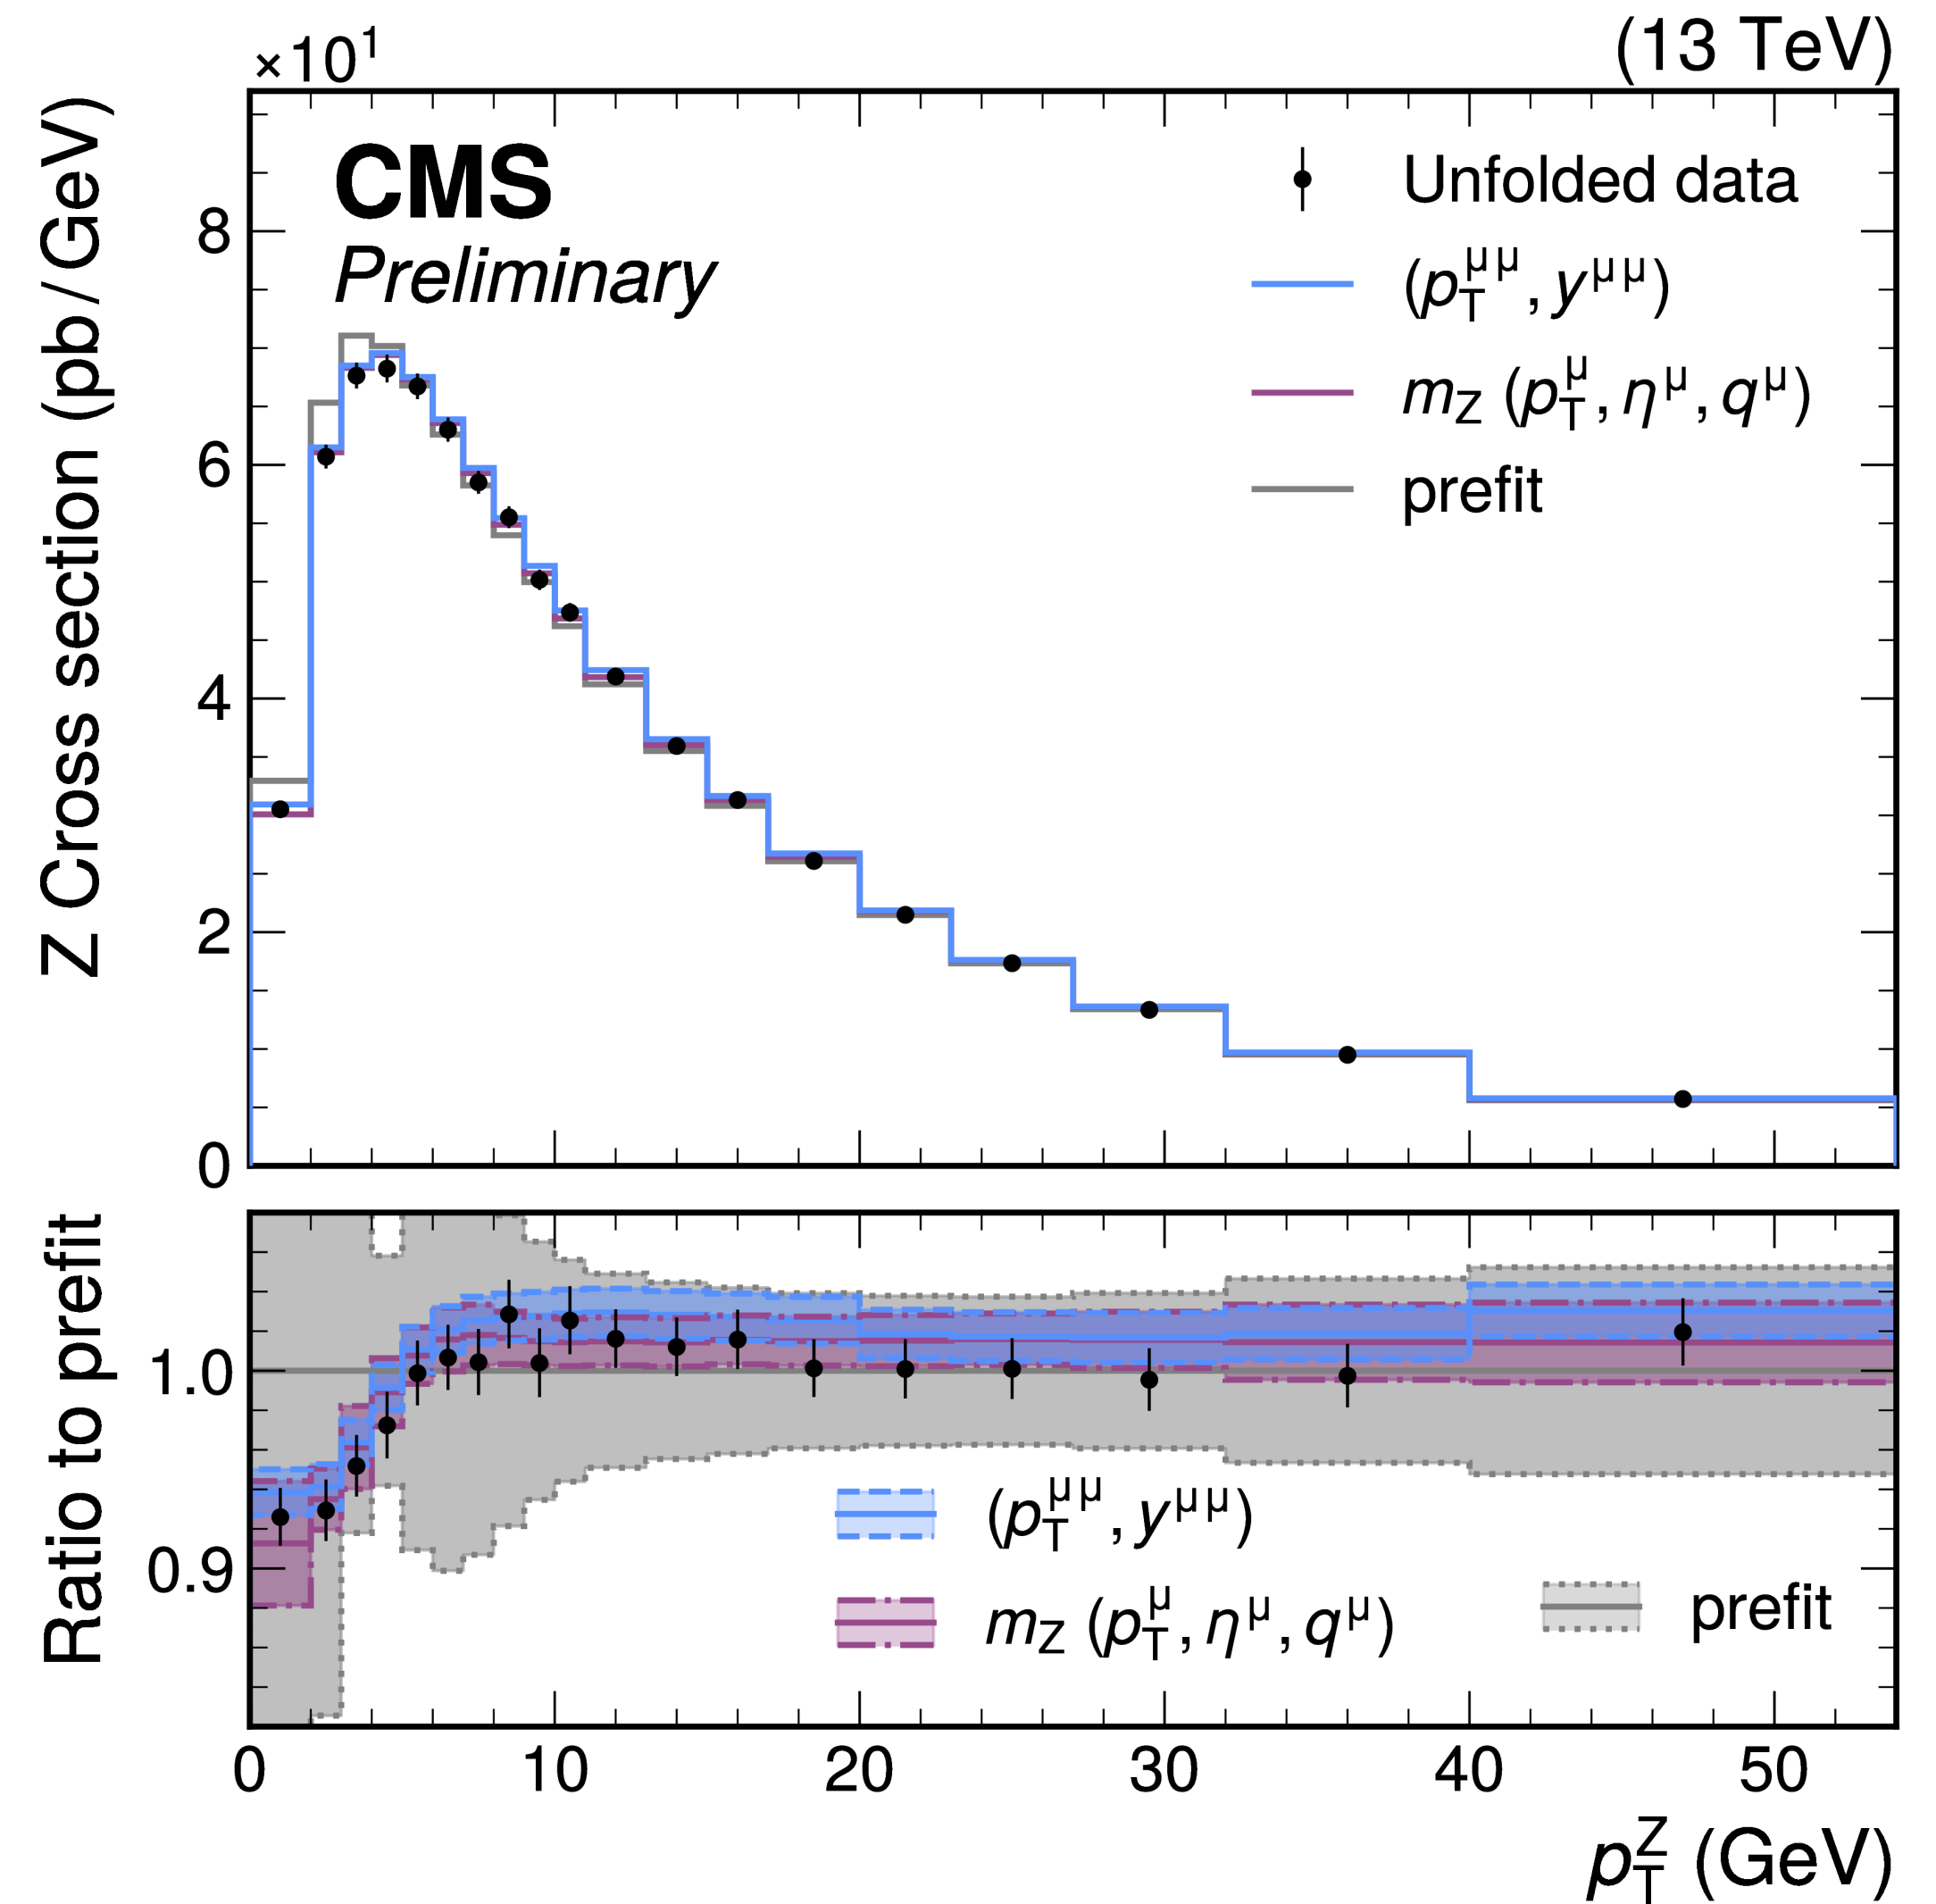 ×10¹ (13 TeV)
CMS
Preliminary
Z Cross section (pb/GeV)
8
6
4
2
0
Unfolded data
(p_T^μμ, y^μμ)
m_Z (p_T^μ, η^μ, q^μ)
prefit
Ratio to prefit
1.0
0.9
(p_T^μμ, y^μμ)
m_Z (p_T^μ, η^μ, q^μ)
prefit
0 10 20 30 40 50
p_T^Z (GeV)